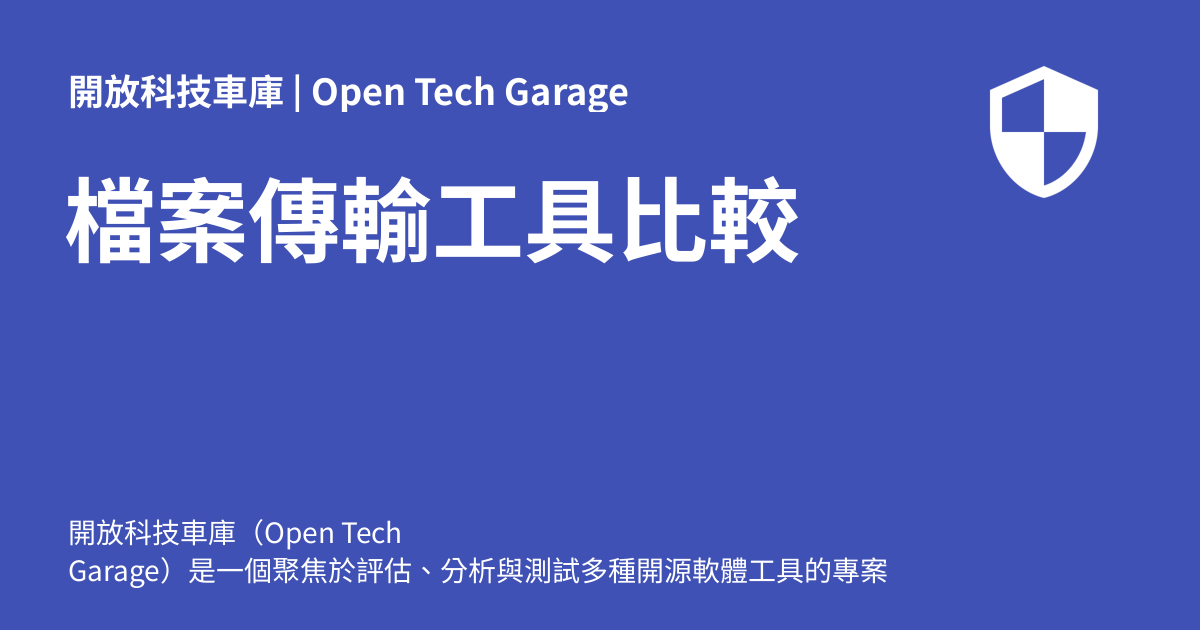 開放科技車庫 | Open Tech Garage
檔案傳輸工具比較
開放科技車庫（Open Tech
Garage）是一個聚焦於評估、分析與測試多種開源軟體工具的專案